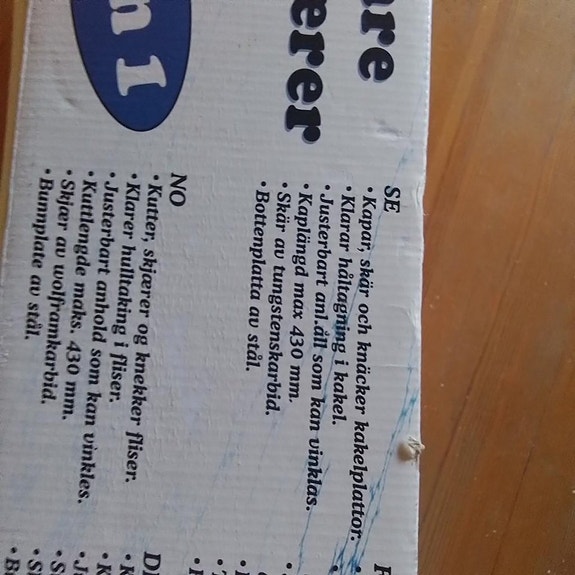 are
erer
n 1
SE
• Kapar, skär och knäcker kakelplattor.
• Klarar håltagning i kakel.
• Justerbart anl.åll som kan vinklas.
• Kaplängd max 430 mm.
• Skär av tungstenskarbid.
• Bottenplatta av stål.
NO
• Kutter, skjærer og knekker fliser.
• Klarer hulltaking i fliser.
• Justerbart anhold som kan vinkles.
• Kuttlengde maks. 430 mm.
• Skjær av wolframkarbid.
• Bunnplate av stål.